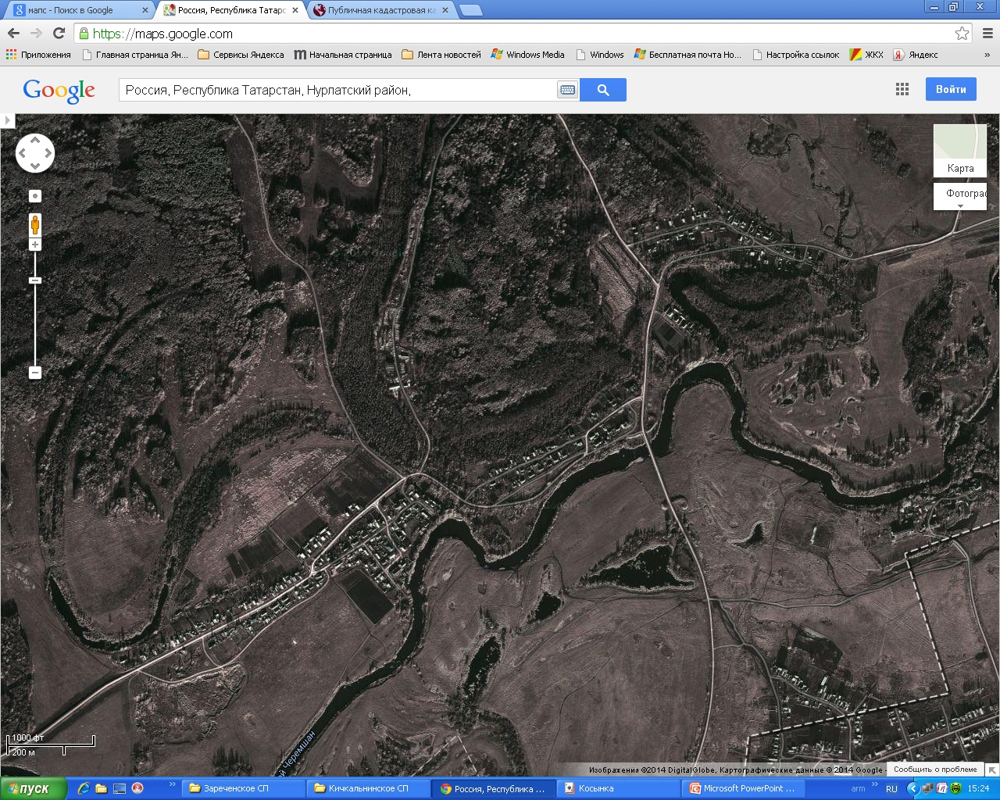 мапс - Поиск в Google
Россия, Республика Татарс
Публичная кадастровая ка
https://maps.google.com
Приложения
Главная страница Ян...
Сервисы Яндекса
Начальная страница
Лента новостей
Windows Media
Windows
Бесплатная почта Ho...
Настройка ссылок
ЖКХ
Яндекс
»
Google
Россия, Республика Татарстан, Нурлатский район,
Войти
Карта
Фотограф
1000 фт
200 м
ой Черемшан
Изображения ©2014 DigitalGlobe, Картографические данные © 2014 Google -
Сообщить о проблеме
пуск
Зареченское СП
Кичкальнинское СП
Россия, Республика ...
Косынка
Microsoft PowerPoint ...
arm
RU
15:24